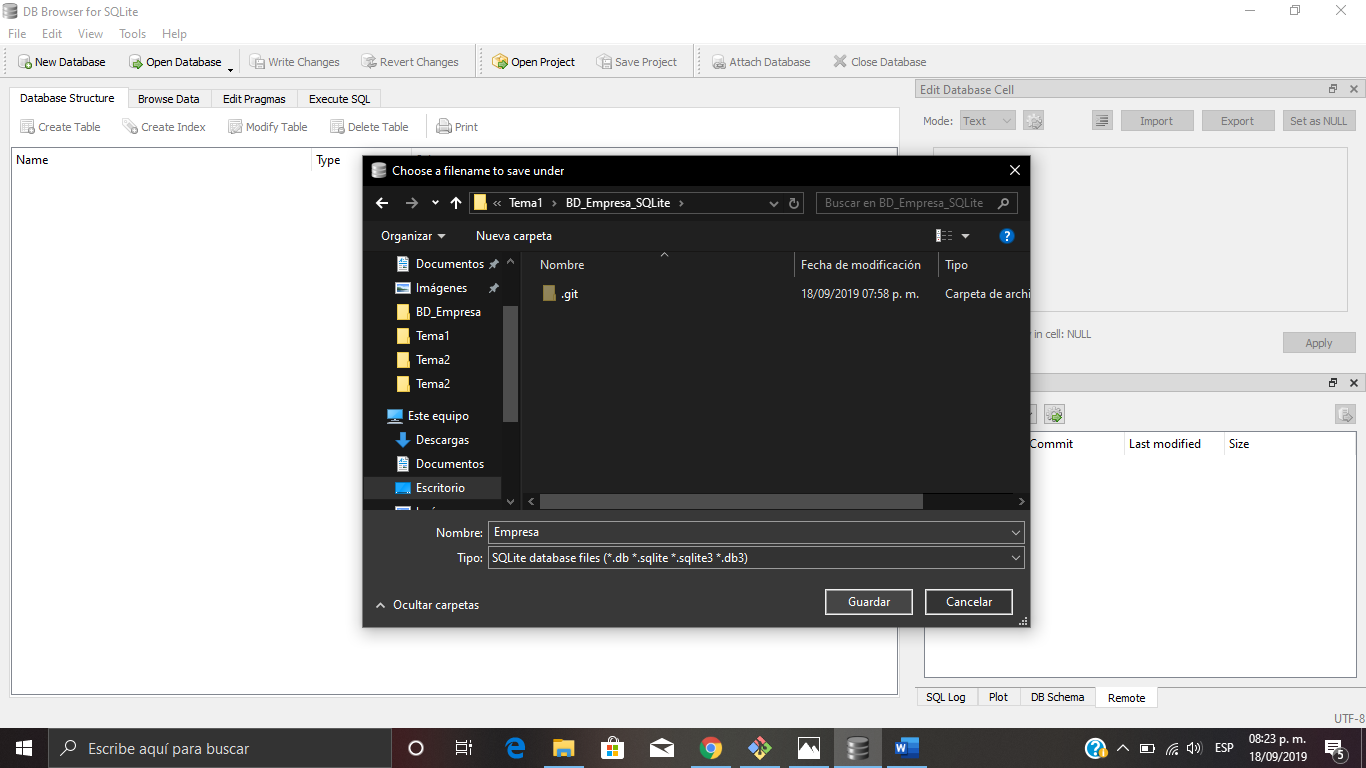 DB Browser for SQLite
File Edit View Tools Help
New Database Open Database Write Changes Revert Changes Open Project Save Project Attach Database Close Database
Database Structure Browse Data Edit Pragmas Execute SQL
Create Table Create Index Modify Table Delete Table Print
Name Type
Edit Database Cell
Mode: Text Import Export Set as NULL
in cell: NULL
Apply
Commit Last modified Size
SQL Log Plot DB Schema Remote
UTF-8
Choose a filename to save under
« Tema1 › BD_Empresa_SQLite ›
Buscar en BD_Empresa_SQLite
Organizar Nueva carpeta ?
Documentos
Imágenes
BD_Empresa
Tema1
Tema2
Tema2
Este equipo
Descargas
Documentos
Escritorio
Nombre Fecha de modificación Tipo
.git 18/09/2019 07:58 p. m. Carpeta de archi
Nombre: Empresa
Tipo: SQLite database files (*.db *.sqlite *.sqlite3 *.db3)
Ocultar carpetas Guardar Cancelar
Escribe aquí para buscar
ESP
08:23 p. m.
18/09/2019
5